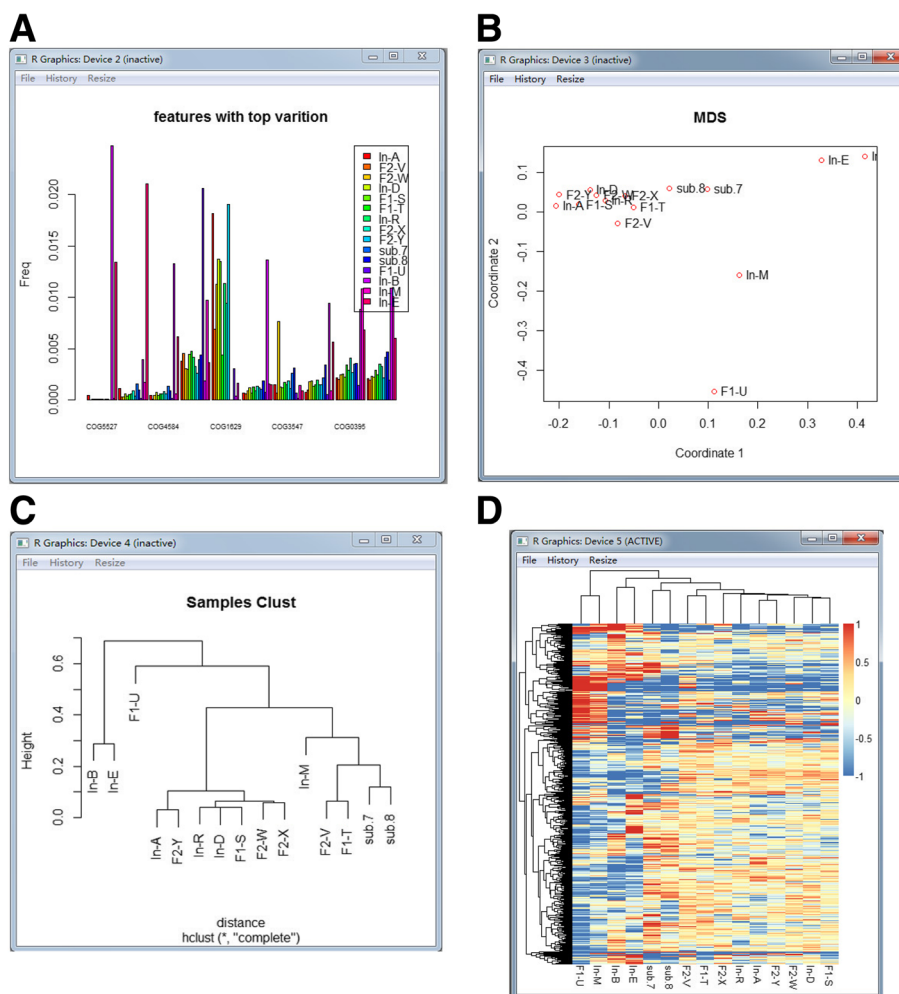 A
R Graphics: Device 2 (inactive)
File History Resize
features with top varition
In-A
F2-V
F2-W
In-D
F1-S
F1-T
In-R
F2-X
F2-Y
sub.7
sub.8
F1-U
In-B
In-M
In-E
Freq
0.020
0.015
0.010
0.005
0.000
COG5527 COG4584 COG1629 COG3547 COG0395
B
R Graphics: Device 3 (inactive)
File History Resize
MDS
Coordinate 2
0.1
0.0
-0.1
-0.2
-0.3
-0.4
In-E
In-D
sub.8
sub.7
F2-Y
F2-W
F2-X
In-R
In-A
F1-S
F1-T
F2-V
In-M
F1-U
-0.2 -0.1 0.0 0.1 0.2 0.3 0.4
Coordinate 1
C
R Graphics: Device 4 (inactive)
File History Resize
Samples Clust
Height
0.6
0.4
0.2
0.0
F1-U
In-B
In-E
In-M
In-A
F2-Y
In-R
In-D
F1-S
F2-W
F2-X
F2-V
F1-T
sub.7
sub.8
distance
hclust (*, "complete")
D
R Graphics: Device 5 (ACTIVE)
File History Resize
1
0.5
0
-0.5
-1
F1-U
In-M
In-B
In-E
sub.7
sub.8
F2-V
F1-T
F2-X
In-R
In-A
F2-Y
F2-W
In-D
F1-S